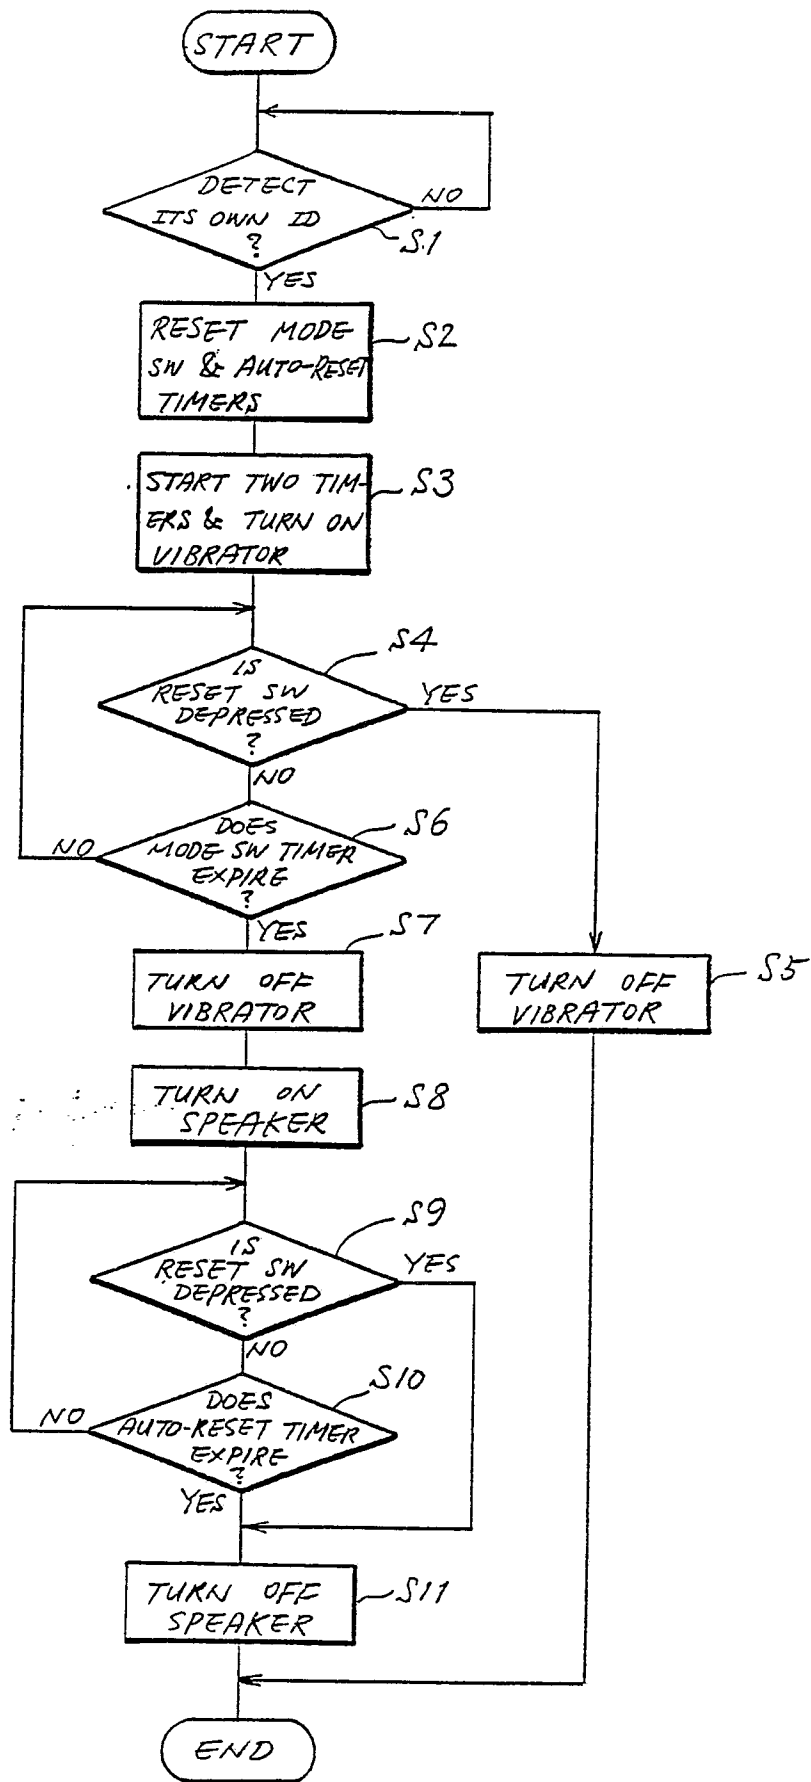 START
DETECT
ITS OWN ID
?
NO
S1
YES
RESET MODE
SW & AUTO-RESET
TIMERS
S2
START TWO TIM-
ERS & TURN ON
VIBRATOR
S3
S4
IS
RESET SW
DEPRESSED
?
YES
NO
S6
DOES
MODE SW TIMER
EXPIRE
?
NO
YES
S7
TURN OFF
VIBRATOR
TURN OFF
VIBRATOR
S5
TURN ON
SPEAKER
S8
S9
IS
RESET SW
DEPRESSED
?
YES
NO
S10
DOES
AUTO-RESET TIMER
EXPIRE
?
NO
YES
TURN OFF
SPEAKER
S11
END